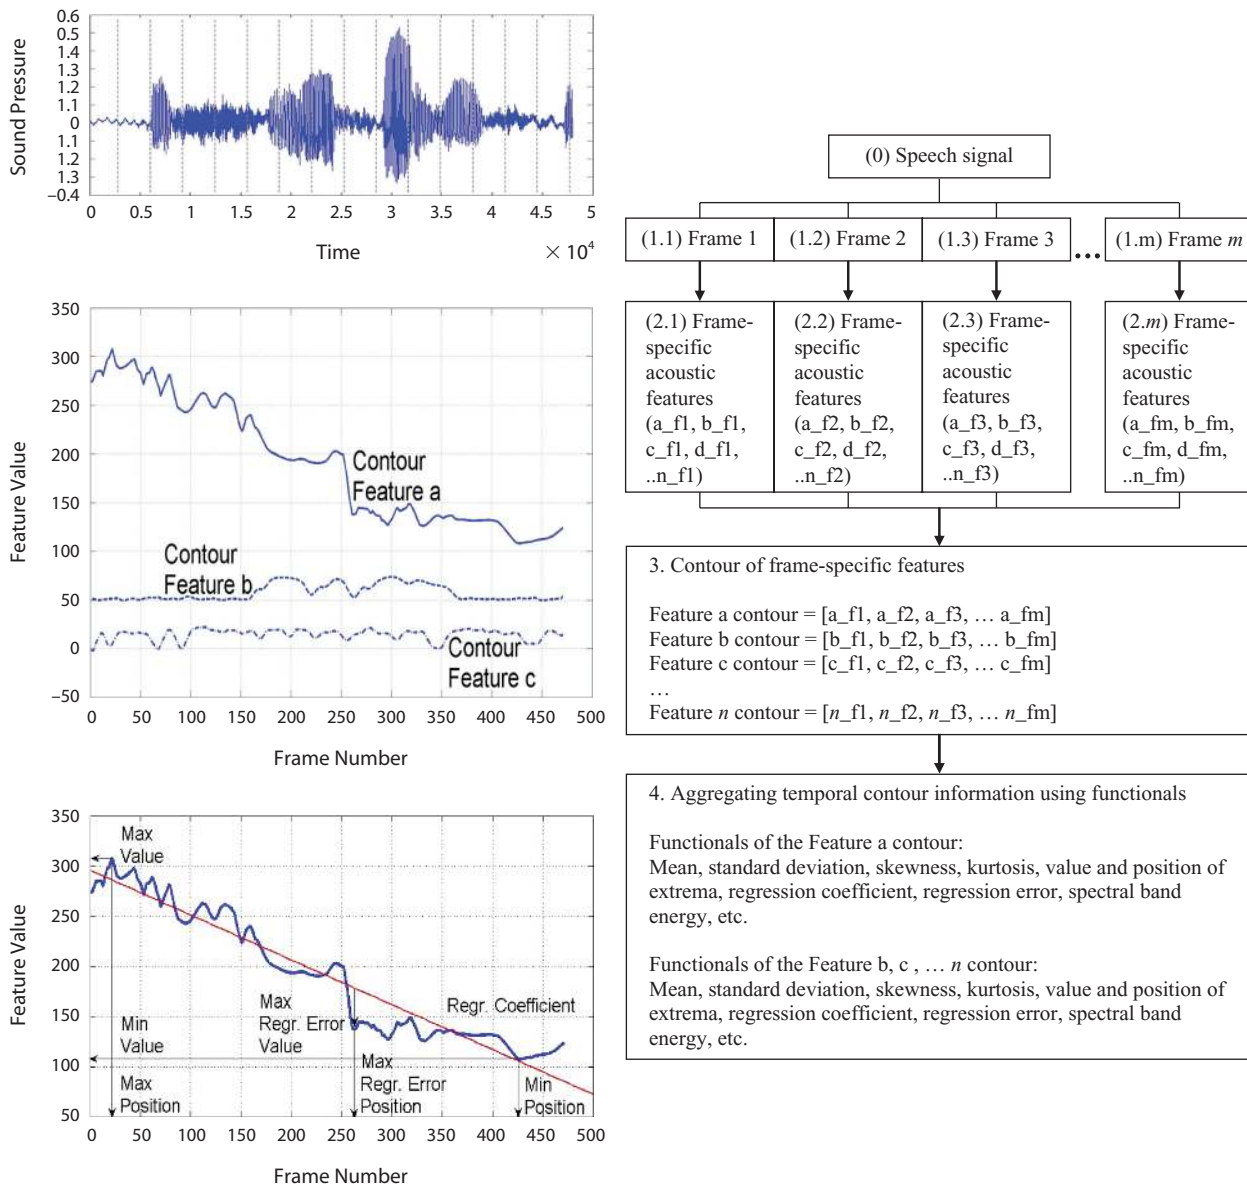 0.6
0.5
1.4
1.3
1.2
1.1
0
1.1
1.2
1.3
−0.4
Sound Pressure
0 0.5 1 1.5 2 2.5 3 3.5 4 4.5 5
Time
× 10⁴
350
300
250
200
150
100
50
0
−50
Feature Value
Contour
Feature a
Contour
Feature b
Contour
Feature c
0 50 100 150 200 250 300 350 400 450 500
Frame Number
350
300
250
200
150
100
50
Feature Value
Max
Value
Min
Value
Max
Position
Max
Regr. Error
Value
Max
Regr. Error
Position
Regr. Coefficient
Min
Position
0 50 100 150 200 250 300 350 400 450 500
Frame Number
(0) Speech signal
(1.1) Frame 1
(1.2) Frame 2
(1.3) Frame 3
...
(1.m) Frame m
(2.1) Frame-
specific
acoustic
features
(a_f1, b_f1,
c_f1, d_f1,
..n_f1)
(2.2) Frame-
specific
acoustic
features
(a_f2, b_f2,
c_f2, d_f2,
..n_f2)
(2.3) Frame-
specific
acoustic
features
(a_f3, b_f3,
c_f3, d_f3,
..n_f3)
(2.m) Frame-
specific
acoustic
features
(a_fm, b_fm,
c_fm, d_fm,
..n_fm)
3. Contour of frame-specific features
Feature a contour = [a_f1, a_f2, a_f3, … a_fm]
Feature b contour = [b_f1, b_f2, b_f3, … b_fm]
Feature c contour = [c_f1, c_f2, c_f3, … c_fm]
…
Feature n contour = [n_f1, n_f2, n_f3, … n_fm]
4. Aggregating temporal contour information using functionals
Functionals of the Feature a contour:
Mean, standard deviation, skewness, kurtosis, value and position of
extrema, regression coefficient, regression error, spectral band
energy, etc.
Functionals of the Feature b, c , … n contour:
Mean, standard deviation, skewness, kurtosis, value and position of
extrema, regression coefficient, regression error, spectral band
energy, etc.